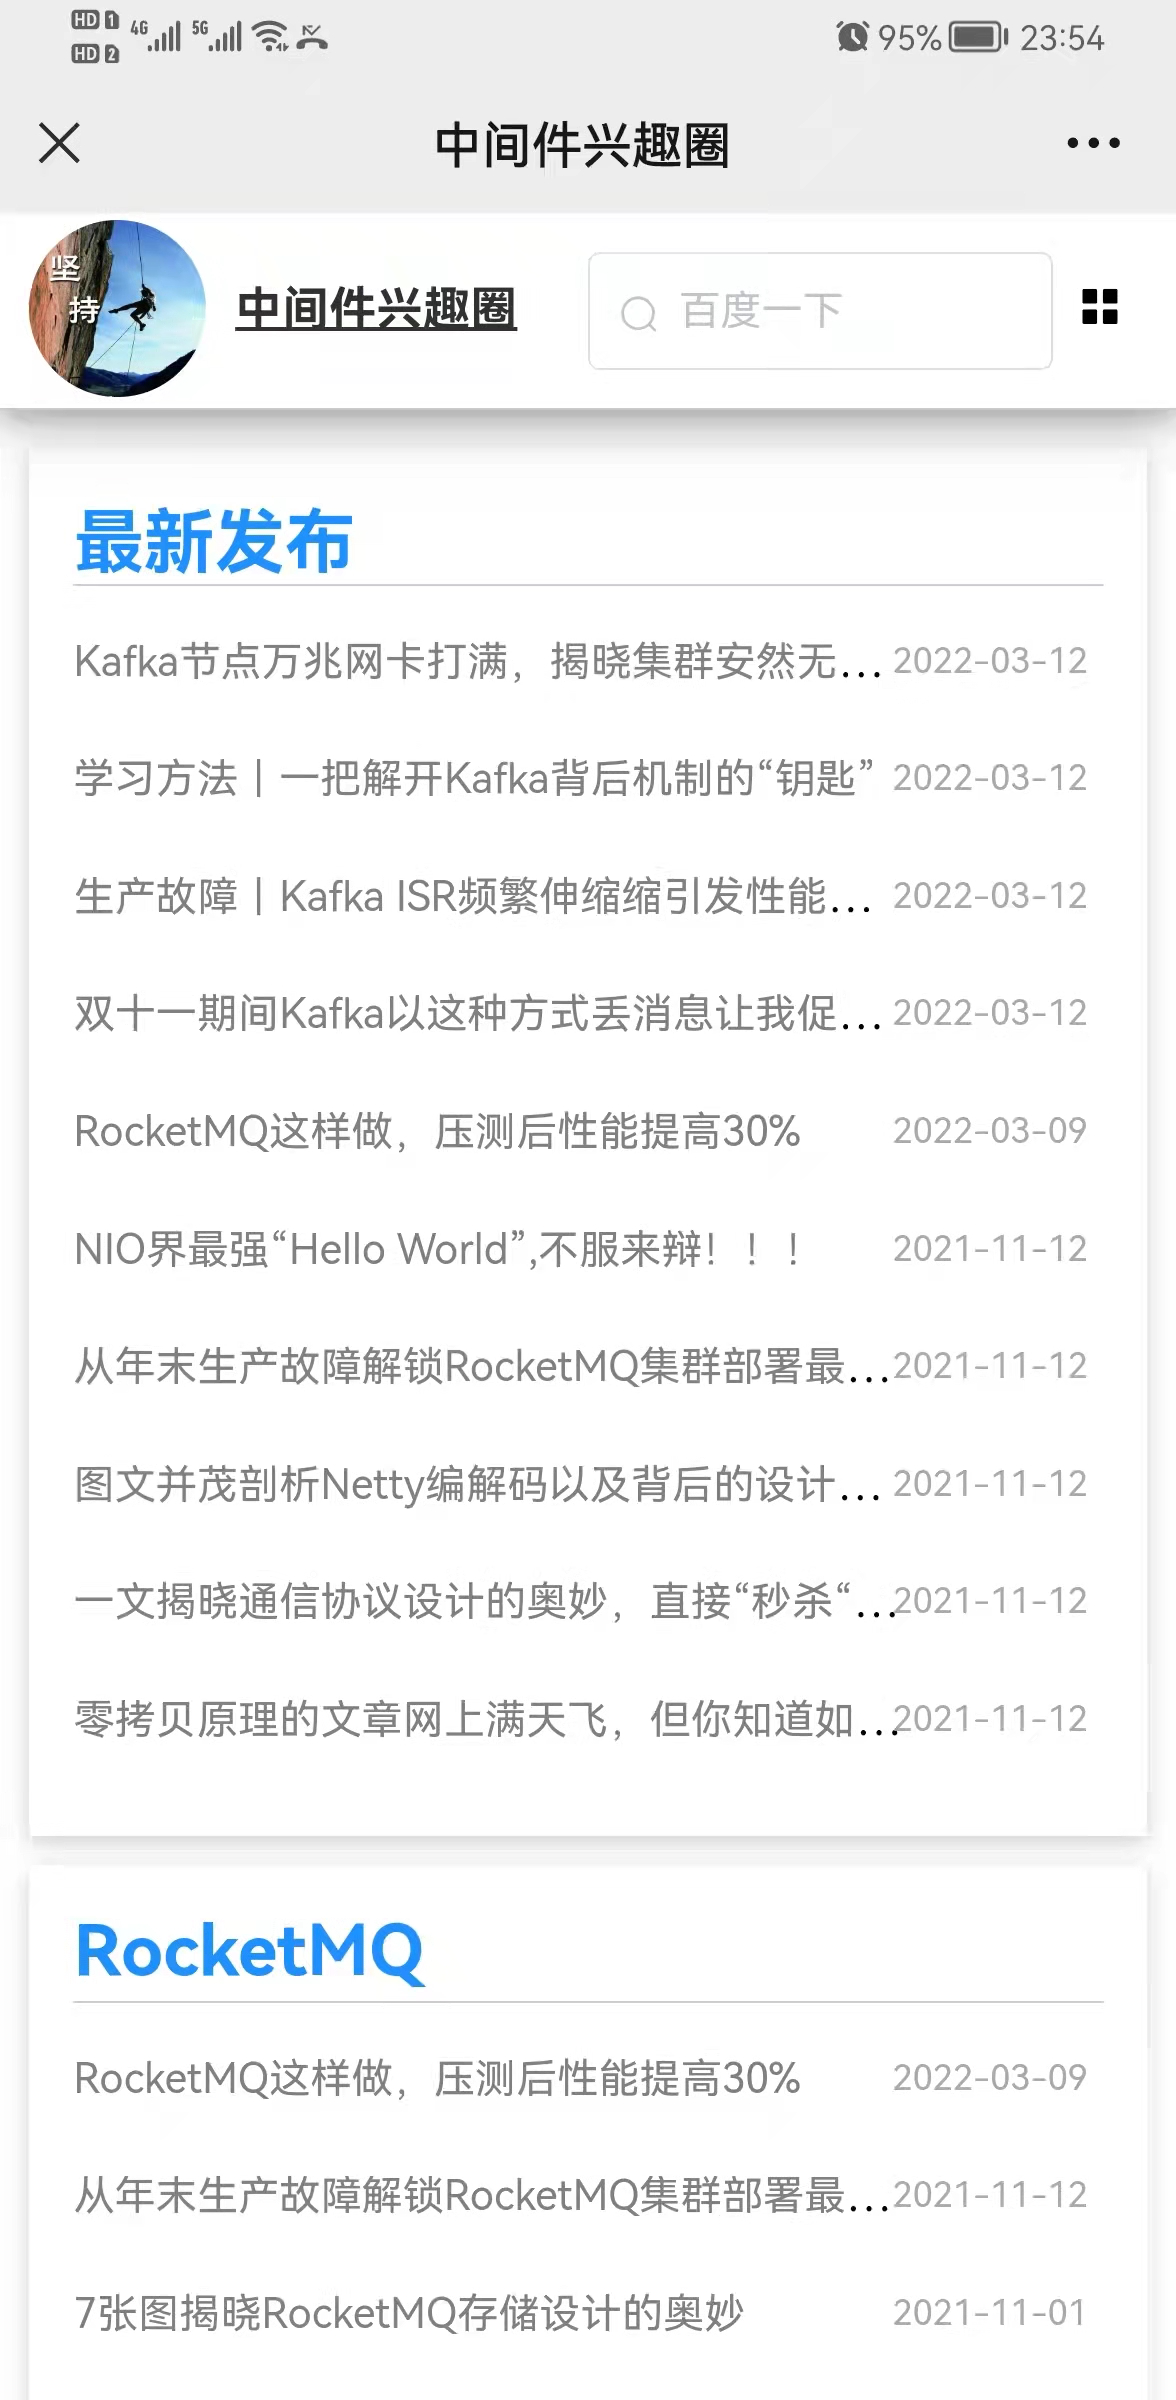 HD 1 4G 5G 95% 23:54
HD 2
中间件兴趣圈
坚
持
中间件兴趣圈 百度一下
最新发布
Kafka节点万兆网卡打满，揭晓集群安然无... 2022-03-12
学习方法｜一把解开Kafka背后机制的“钥匙” 2022-03-12
生产故障｜Kafka ISR频繁伸缩缩引发性能... 2022-03-12
双十一期间Kafka以这种方式丢消息让我促... 2022-03-12
RocketMQ这样做，压测后性能提高30% 2022-03-09
NIO界最强“Hello World”,不服来辩！！！ 2021-11-12
从年末生产故障解锁RocketMQ集群部署最... 2021-11-12
图文并茂剖析Netty编解码以及背后的设计... 2021-11-12
一文揭晓通信协议设计的奥妙，直接“秒杀“... 2021-11-12
零拷贝原理的文章网上满天飞，但你知道如... 2021-11-12
RocketMQ
RocketMQ这样做，压测后性能提高30% 2022-03-09
从年末生产故障解锁RocketMQ集群部署最... 2021-11-12
7张图揭晓RocketMQ存储设计的奥妙 2021-11-01